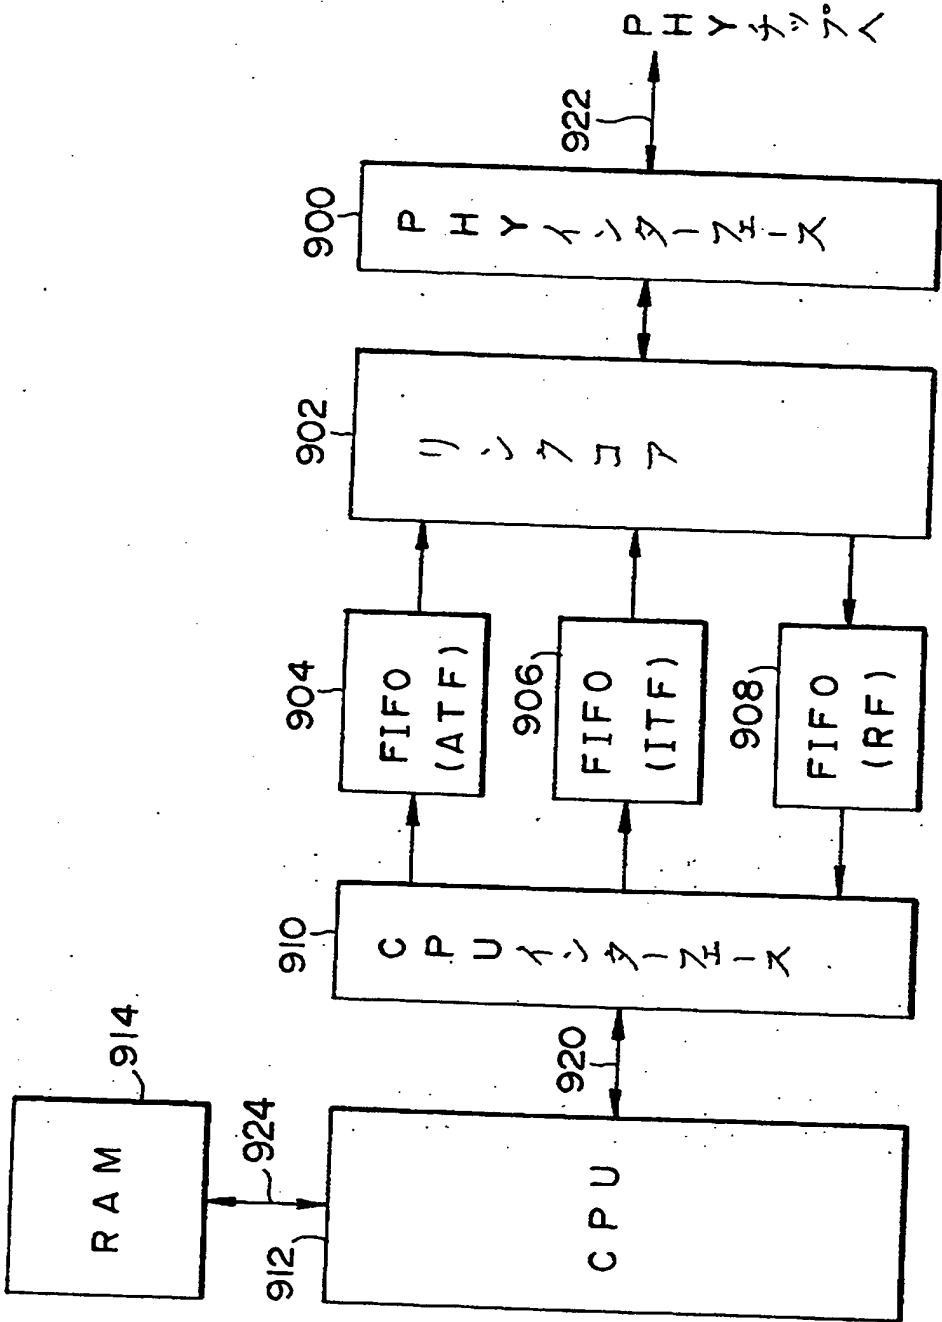 RAM
914
924
912
CPU
920
910
CPUインターフェース
904
FIFO
(ATF)
906
FIFO
(ITF)
908
FIFO
(RF)
902
リンクコア
900
PHYインターフェース
922
PHYチップへ